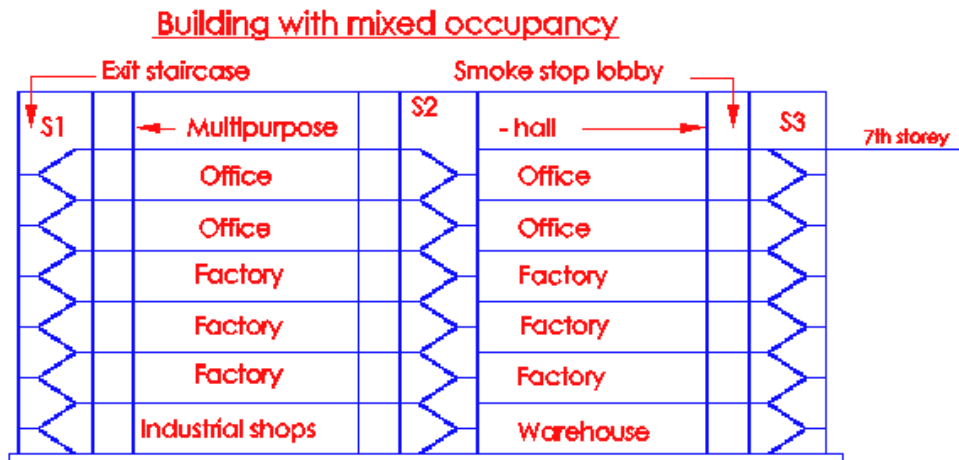 Building with mixed occupancy
Exit staircase Smoke stop lobby
S1 Multipurpose S2 - hall S3
7th storey
Office Office
Office Office
Factory Factory
Factory Factory
Factory Factory
Industrial shops Warehouse